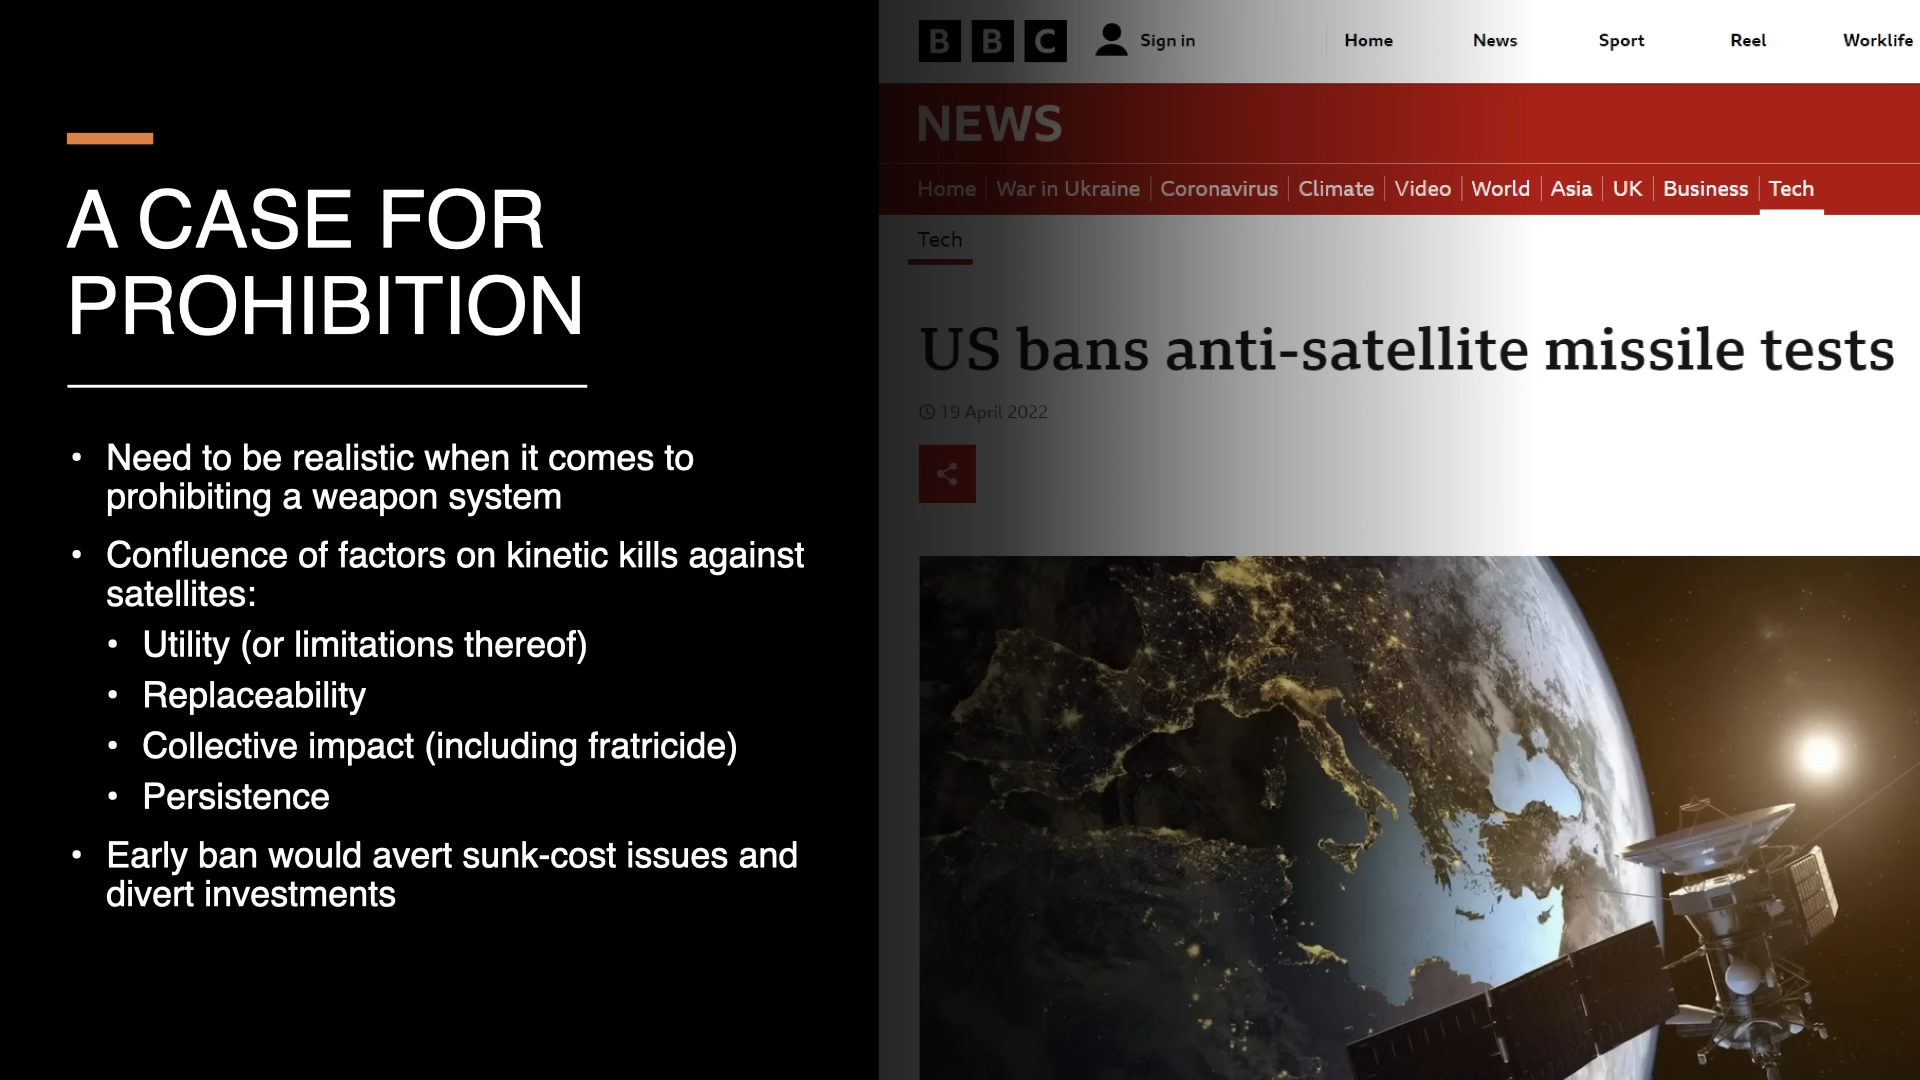 A CASE FOR
PROHIBITION
• Need to be realistic when it comes to
prohibiting a weapon system
• Confluence of factors on kinetic kills against
satellites:
• Utility (or limitations thereof)
• Replaceability
• Collective impact (including fratricide)
• Persistence
• Early ban would avert sunk-cost issues and
divert investments
BBC Sign in Home News Sport Reel Worklife
NEWS
Home War in Ukraine Coronavirus Climate Video World Asia UK Business Tech
Tech
US bans anti-satellite missile tests
19 April 2022